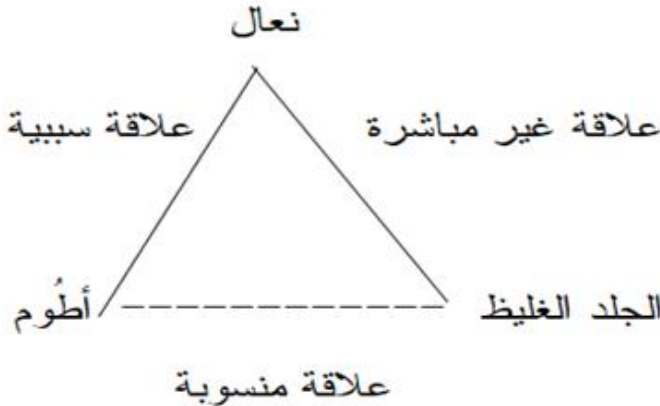 نعال
علاقة غير مباشرة
علاقة سببية
الجلد الغليظ
أطُوم
علاقة منسوبة